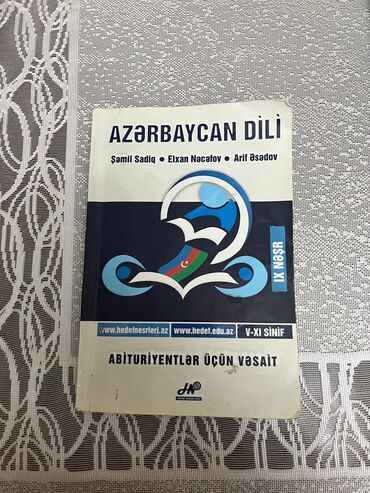 AZƏRBAYCAN DİLİ
Şəmil Sadiq • Elxan Nəcəfov • Arif Əsədov
IX NƏŞR
www.hedefnesrleri.az www.hedef.edu.az V-XI SİNİF
ABİTURİYENTLƏR ÜÇÜN VƏSAİT